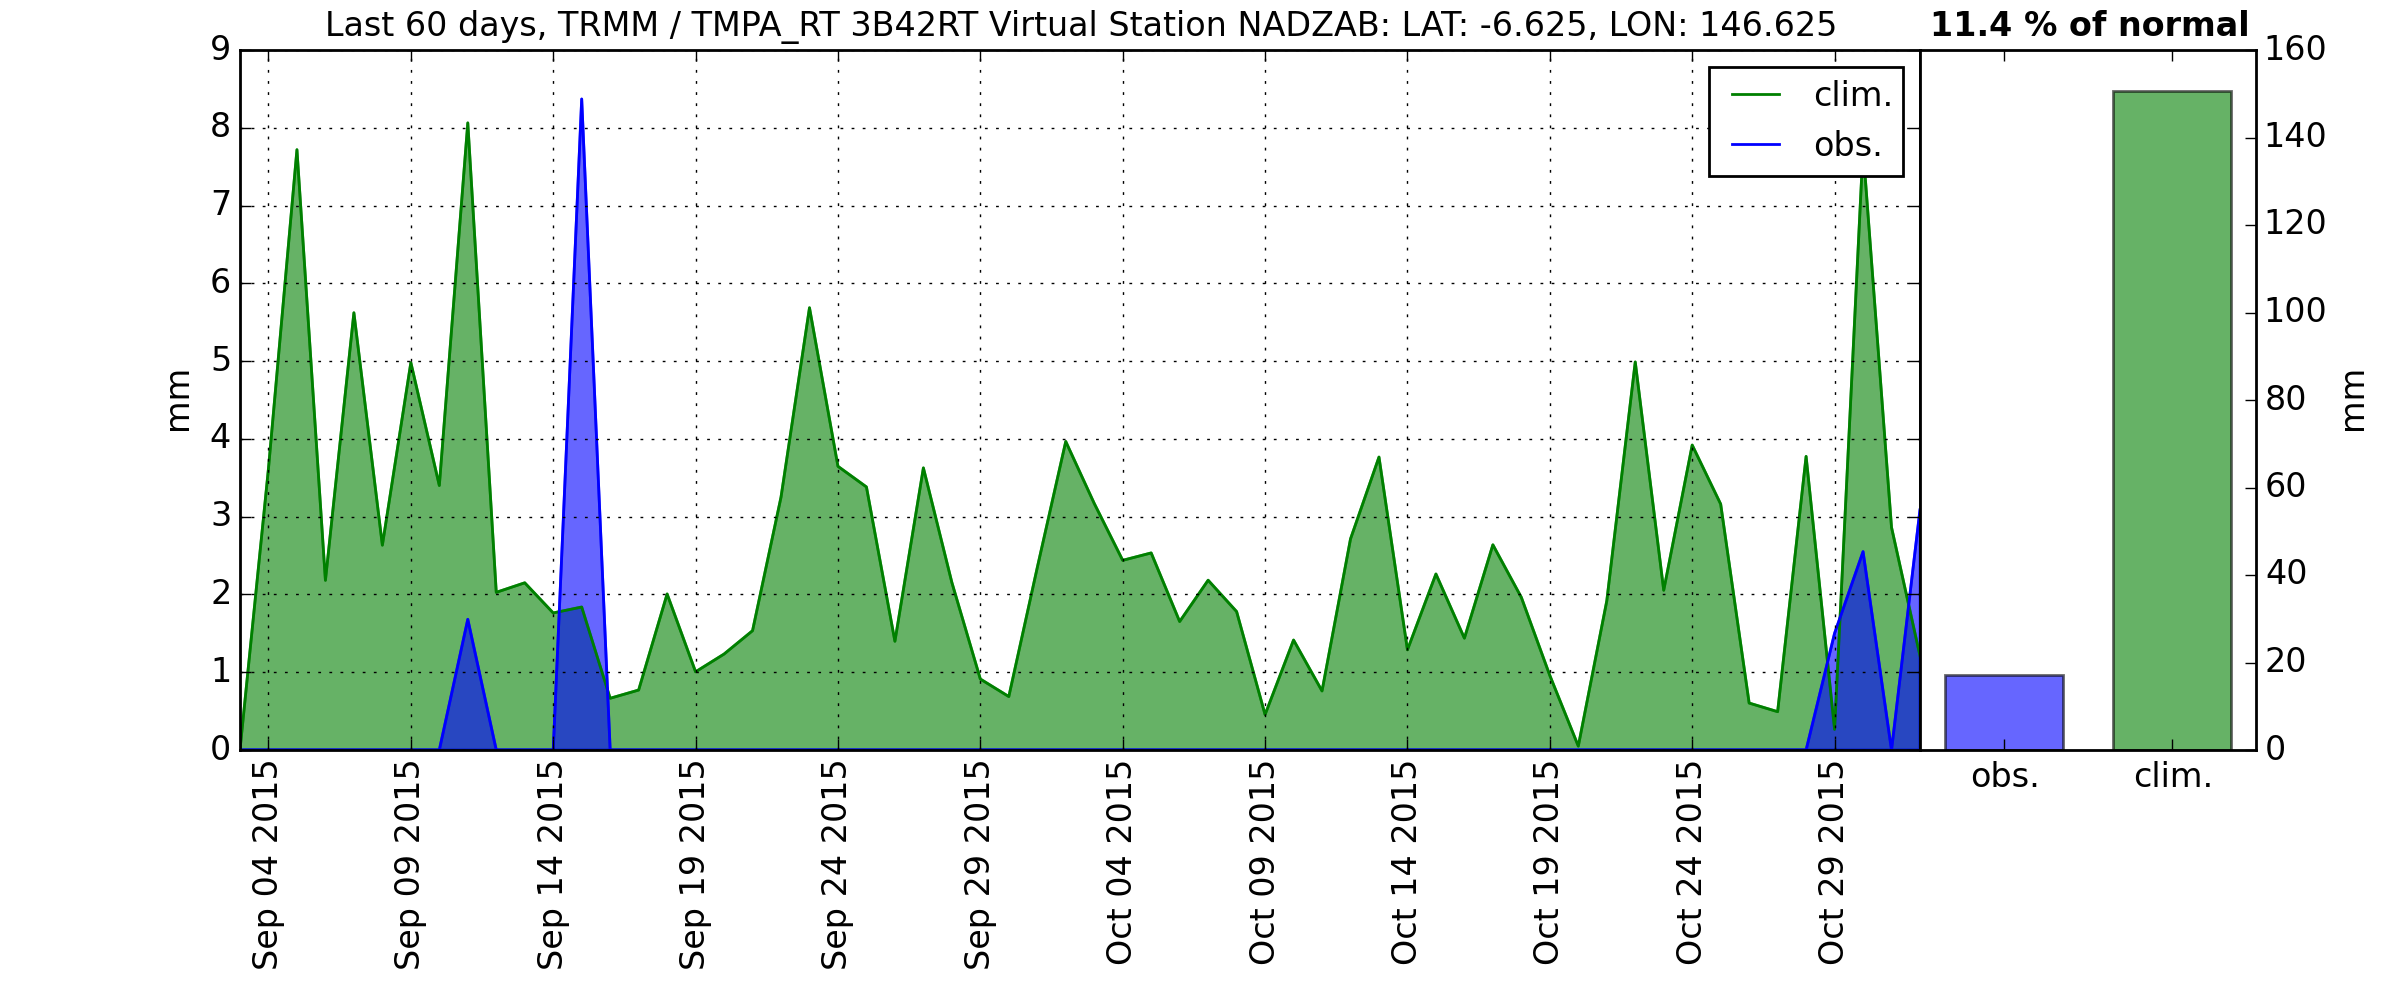 Last 60 days, TRMM / TMPA_RT 3B42RT Virtual Station NADZAB: LAT: -6.625, LON: 146.625
11.4 % of normal
9
8
7
6
5
4
3
2
1
0
mm
clim.
obs.
160
140
120
100
80
60
40
20
0
mm
obs.
clim.
Sep 04 2015
Sep 09 2015
Sep 14 2015
Sep 19 2015
Sep 24 2015
Sep 29 2015
Oct 04 2015
Oct 09 2015
Oct 14 2015
Oct 19 2015
Oct 24 2015
Oct 29 2015